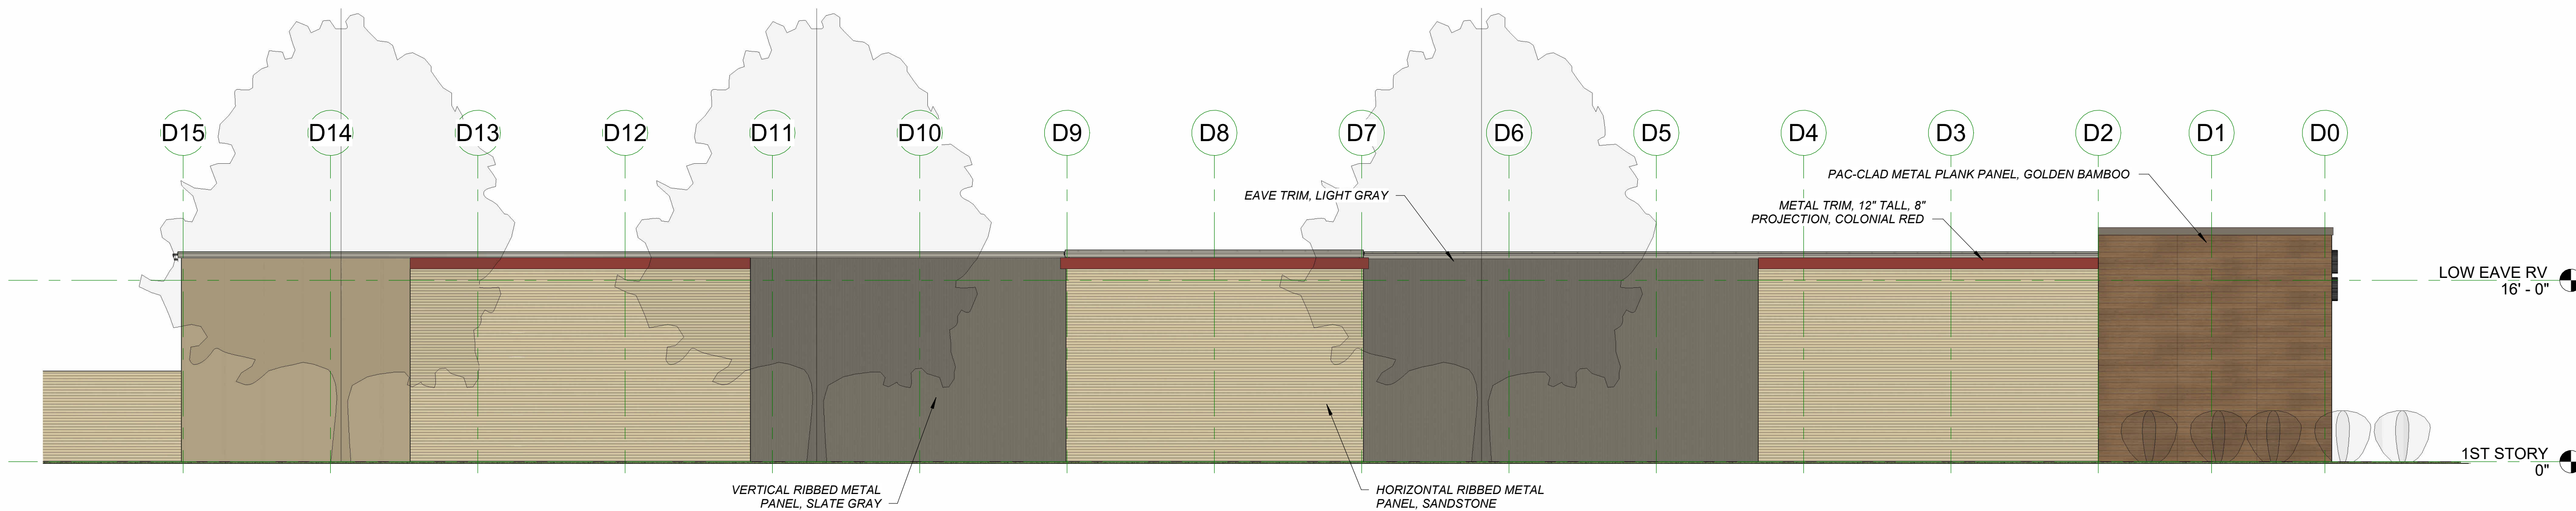 D15
D14
D13
D12
D11
D10
D9
D8
D7
D6
D5
D4
D3
D2
D1
D0
PAC-CLAD METAL PLANK PANEL, GOLDEN BAMBOO
EAVE TRIM, LIGHT GRAY
METAL TRIM, 12" TALL, 8"
PROJECTION, COLONIAL RED
LOW EAVE RV
16' - 0"
1ST STORY
0"
VERTICAL RIBBED METAL
PANEL, SLATE GRAY
HORIZONTAL RIBBED METAL
PANEL, SANDSTONE